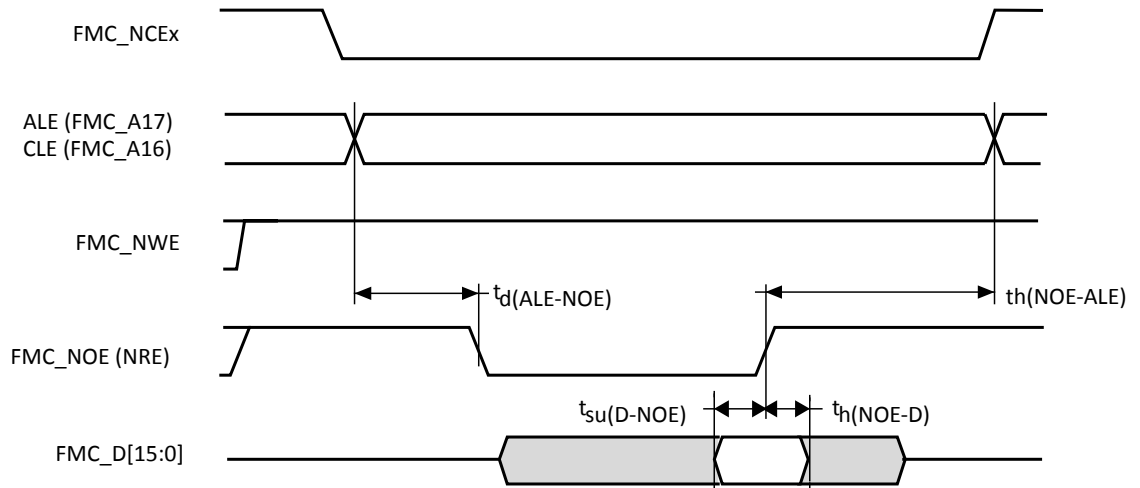 FMC_NCEx
ALE (FMC_A17)
CLE (FMC_A16)
FMC_NWE
td(ALE-NOE)
th(NOE-ALE)
FMC_NOE (NRE)
tsu(D-NOE)
th(NOE-D)
FMC_D[15:0]